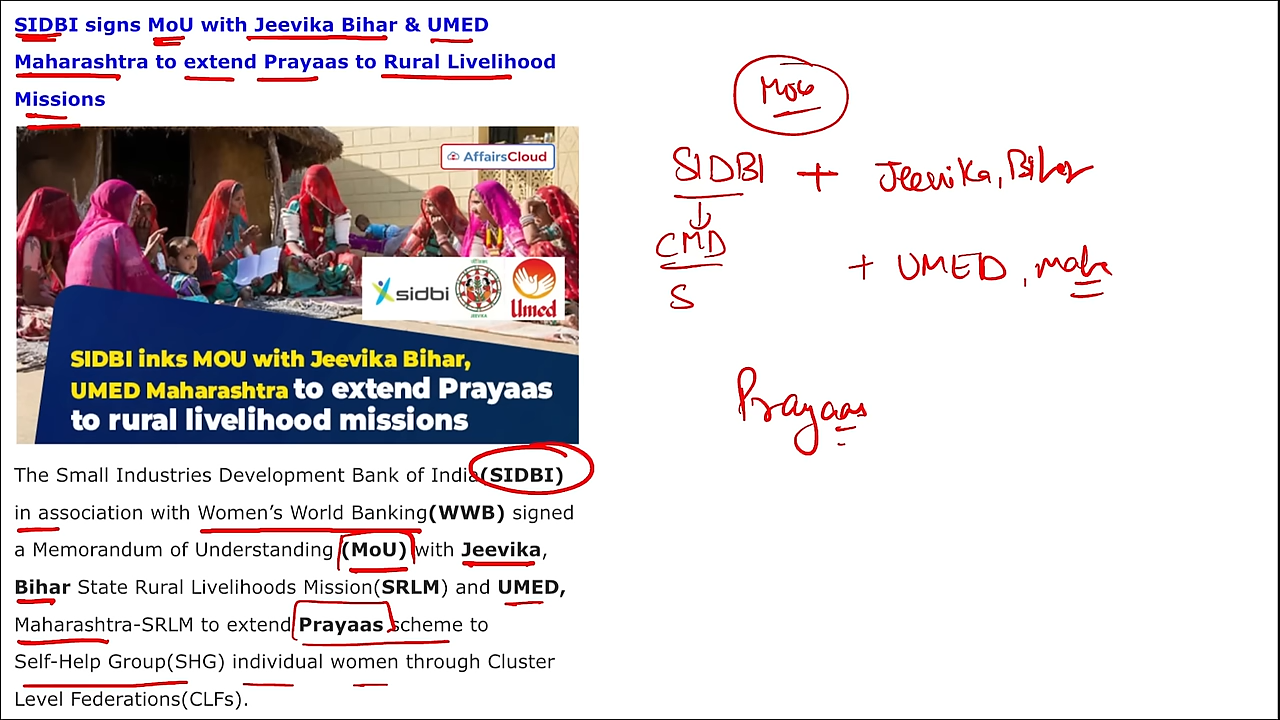 SIDBI signs MoU with Jeevika Bihar & UMED
Maharashtra to extend Prayaas to Rural Livelihood
Missions
AffairsCloud
sidbi
JEEVIKA
Umed
SIDBI inks MOU with Jeevika Bihar,
UMED Maharashtra to extend Prayaas
to rural livelihood missions
The Small Industries Development Bank of India(SIDBI)
in association with Women’s World Banking(WWB) signed
a Memorandum of Understanding (MoU) with Jeevika,
Bihar State Rural Livelihoods Mission(SRLM) and UMED,
Maharashtra-SRLM to extend Prayaas scheme to
Self-Help Group(SHG) individual women through Cluster
Level Federations(CLFs).
MoU
SIDBI + Jeevika, Bihar
CMD
+ UMED, maha
S
Prayaas